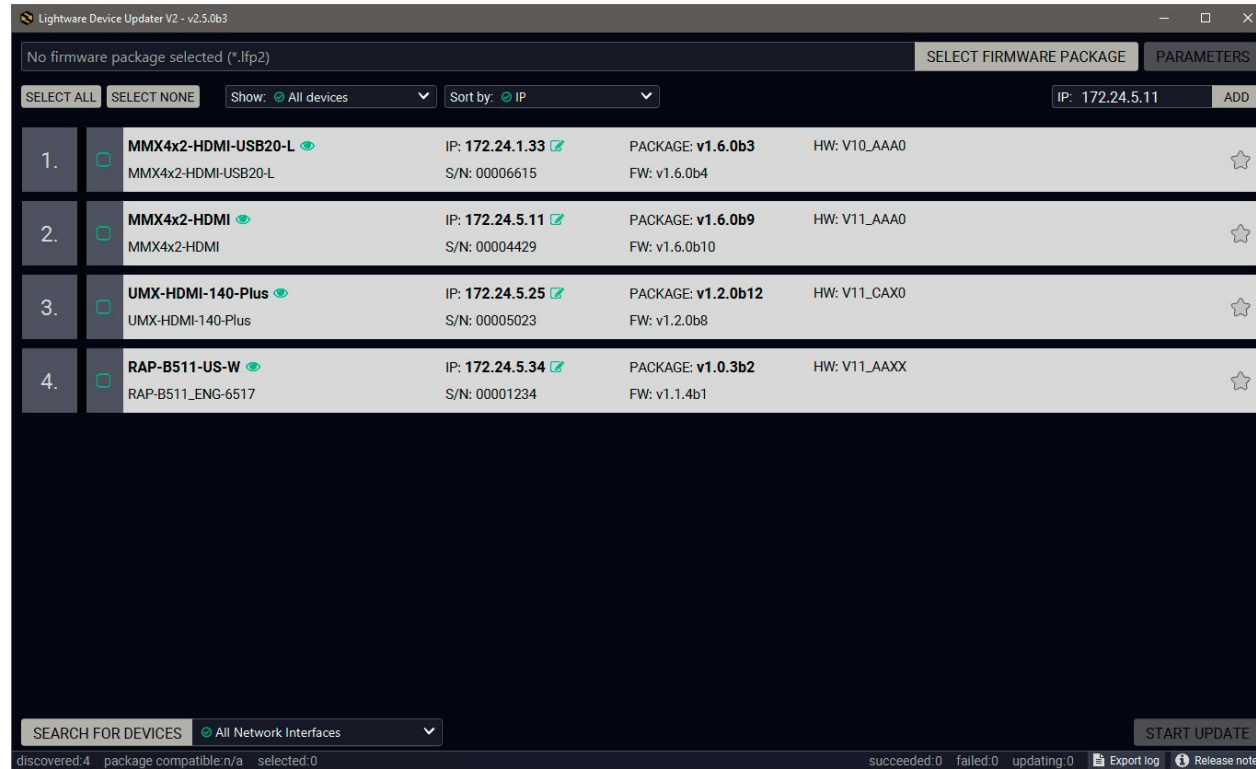 Lightware Device Updater V2 - v2.5.0b3
No firmware package selected (*.lfp2) SELECT FIRMWARE PACKAGE PARAMETERS
SELECT ALL SELECT NONE Show: All devices Sort by: IP IP: 172.24.5.11 ADD
1. MMX4x2-HDMI-USB20-L IP: 172.24.1.33 PACKAGE: v1.6.0b3 HW: V10_AAA0
MMX4x2-HDMI-USB20-L S/N: 00006615 FW: v1.6.0b4
2. MMX4x2-HDMI IP: 172.24.5.11 PACKAGE: v1.6.0b9 HW: V11_AAA0
MMX4x2-HDMI S/N: 00004429 FW: v1.6.0b10
3. UMX-HDMI-140-Plus IP: 172.24.5.25 PACKAGE: v1.2.0b12 HW: V11_CAX0
UMX-HDMI-140-Plus S/N: 00005023 FW: v1.2.0b8
4. RAP-B511-US-W IP: 172.24.5.34 PACKAGE: v1.0.3b2 HW: V11_AAXX
RAP-B511_ENG-6517 S/N: 00001234 FW: v1.1.4b1
SEARCH FOR DEVICES All Network Interfaces START UPDATE
discovered:4 package compatible:n/a selected:0 succeeded:0 failed:0 updating:0 Export log Release note